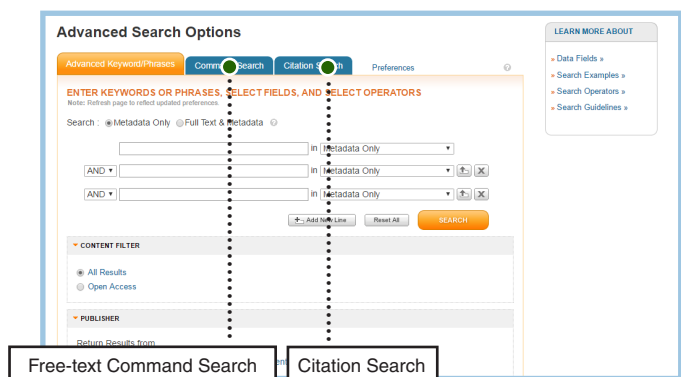 Advanced Search Options
Advanced Keyword/Phrases
Search
Citation
Preferences
ENTER KEYWORDS OR PHRASES, SELECT FIELDS, AND SELECT OPERATORS
Note: Refresh page to reflect updated preferences.
Search : Metadata Only Full Text & Metadata ?
in Metadata Only
AND in Metadata Only
AND in Metadata Only X
+ Add New Line Reset All SEARCH
CONTENT FILTER
All Results
Open Access
PUBLISHER
Return Results from
Free-text Command Search
Citation Search
LEARN MORE ABOUT
» Data Fields »
» Search Examples »
» Search Operators »
» Search Guidelines »